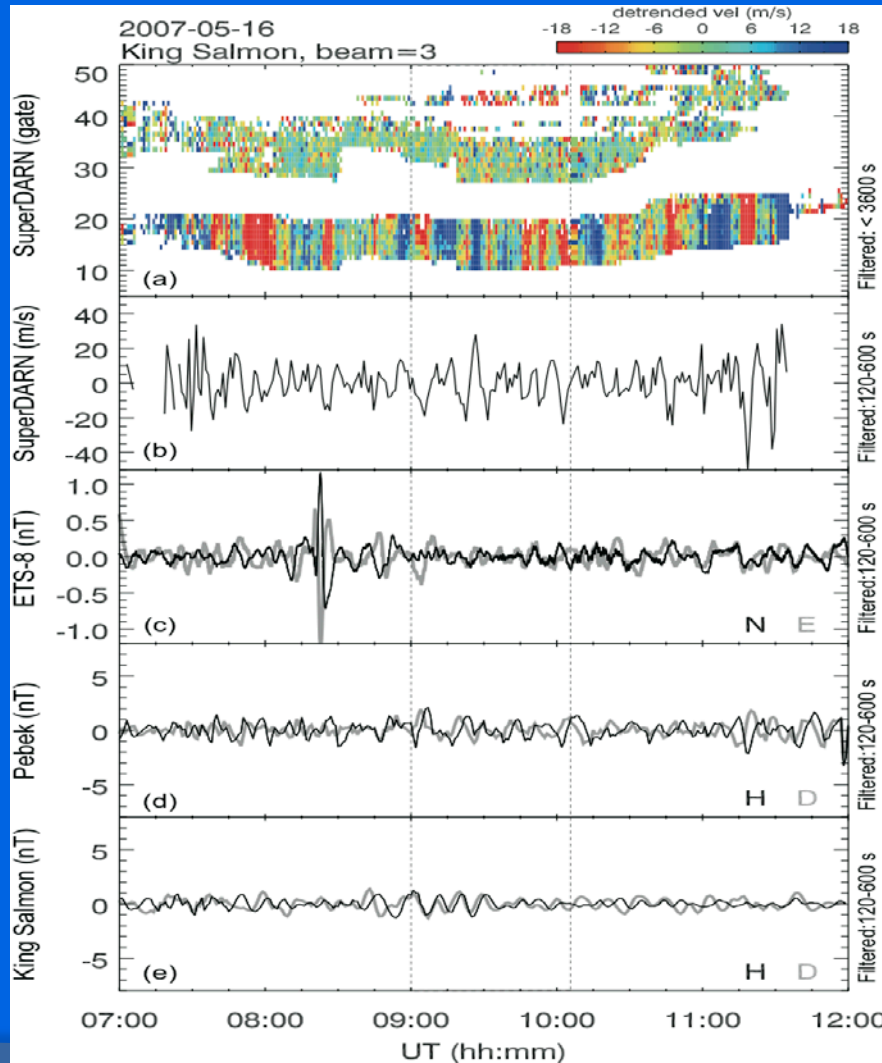 detrended vel (m/s)
2007-05-16
King Salmon, beam=3
-18 -12 -6 0 6 12 18
SuperDARN (gate)
50
40
30
20
10
(a)
Filtered: < 3600 s
SuperDARN (m/s)
40
20
0
-20
-40
(b)
Filtered:120-600 s
ETS-8 (nT)
1.0
0.5
0.0
-0.5
-1.0
(c)
N E
Filtered:120-600 s
Pebek (nT)
5
0
-5
(d)
H D
Filtered:120-600 s
King Salmon (nT)
5
0
-5
(e)
H D
Filtered:120-600 s
07:00 08:00 09:00 10:00 11:00 12:00
UT (hh:mm)